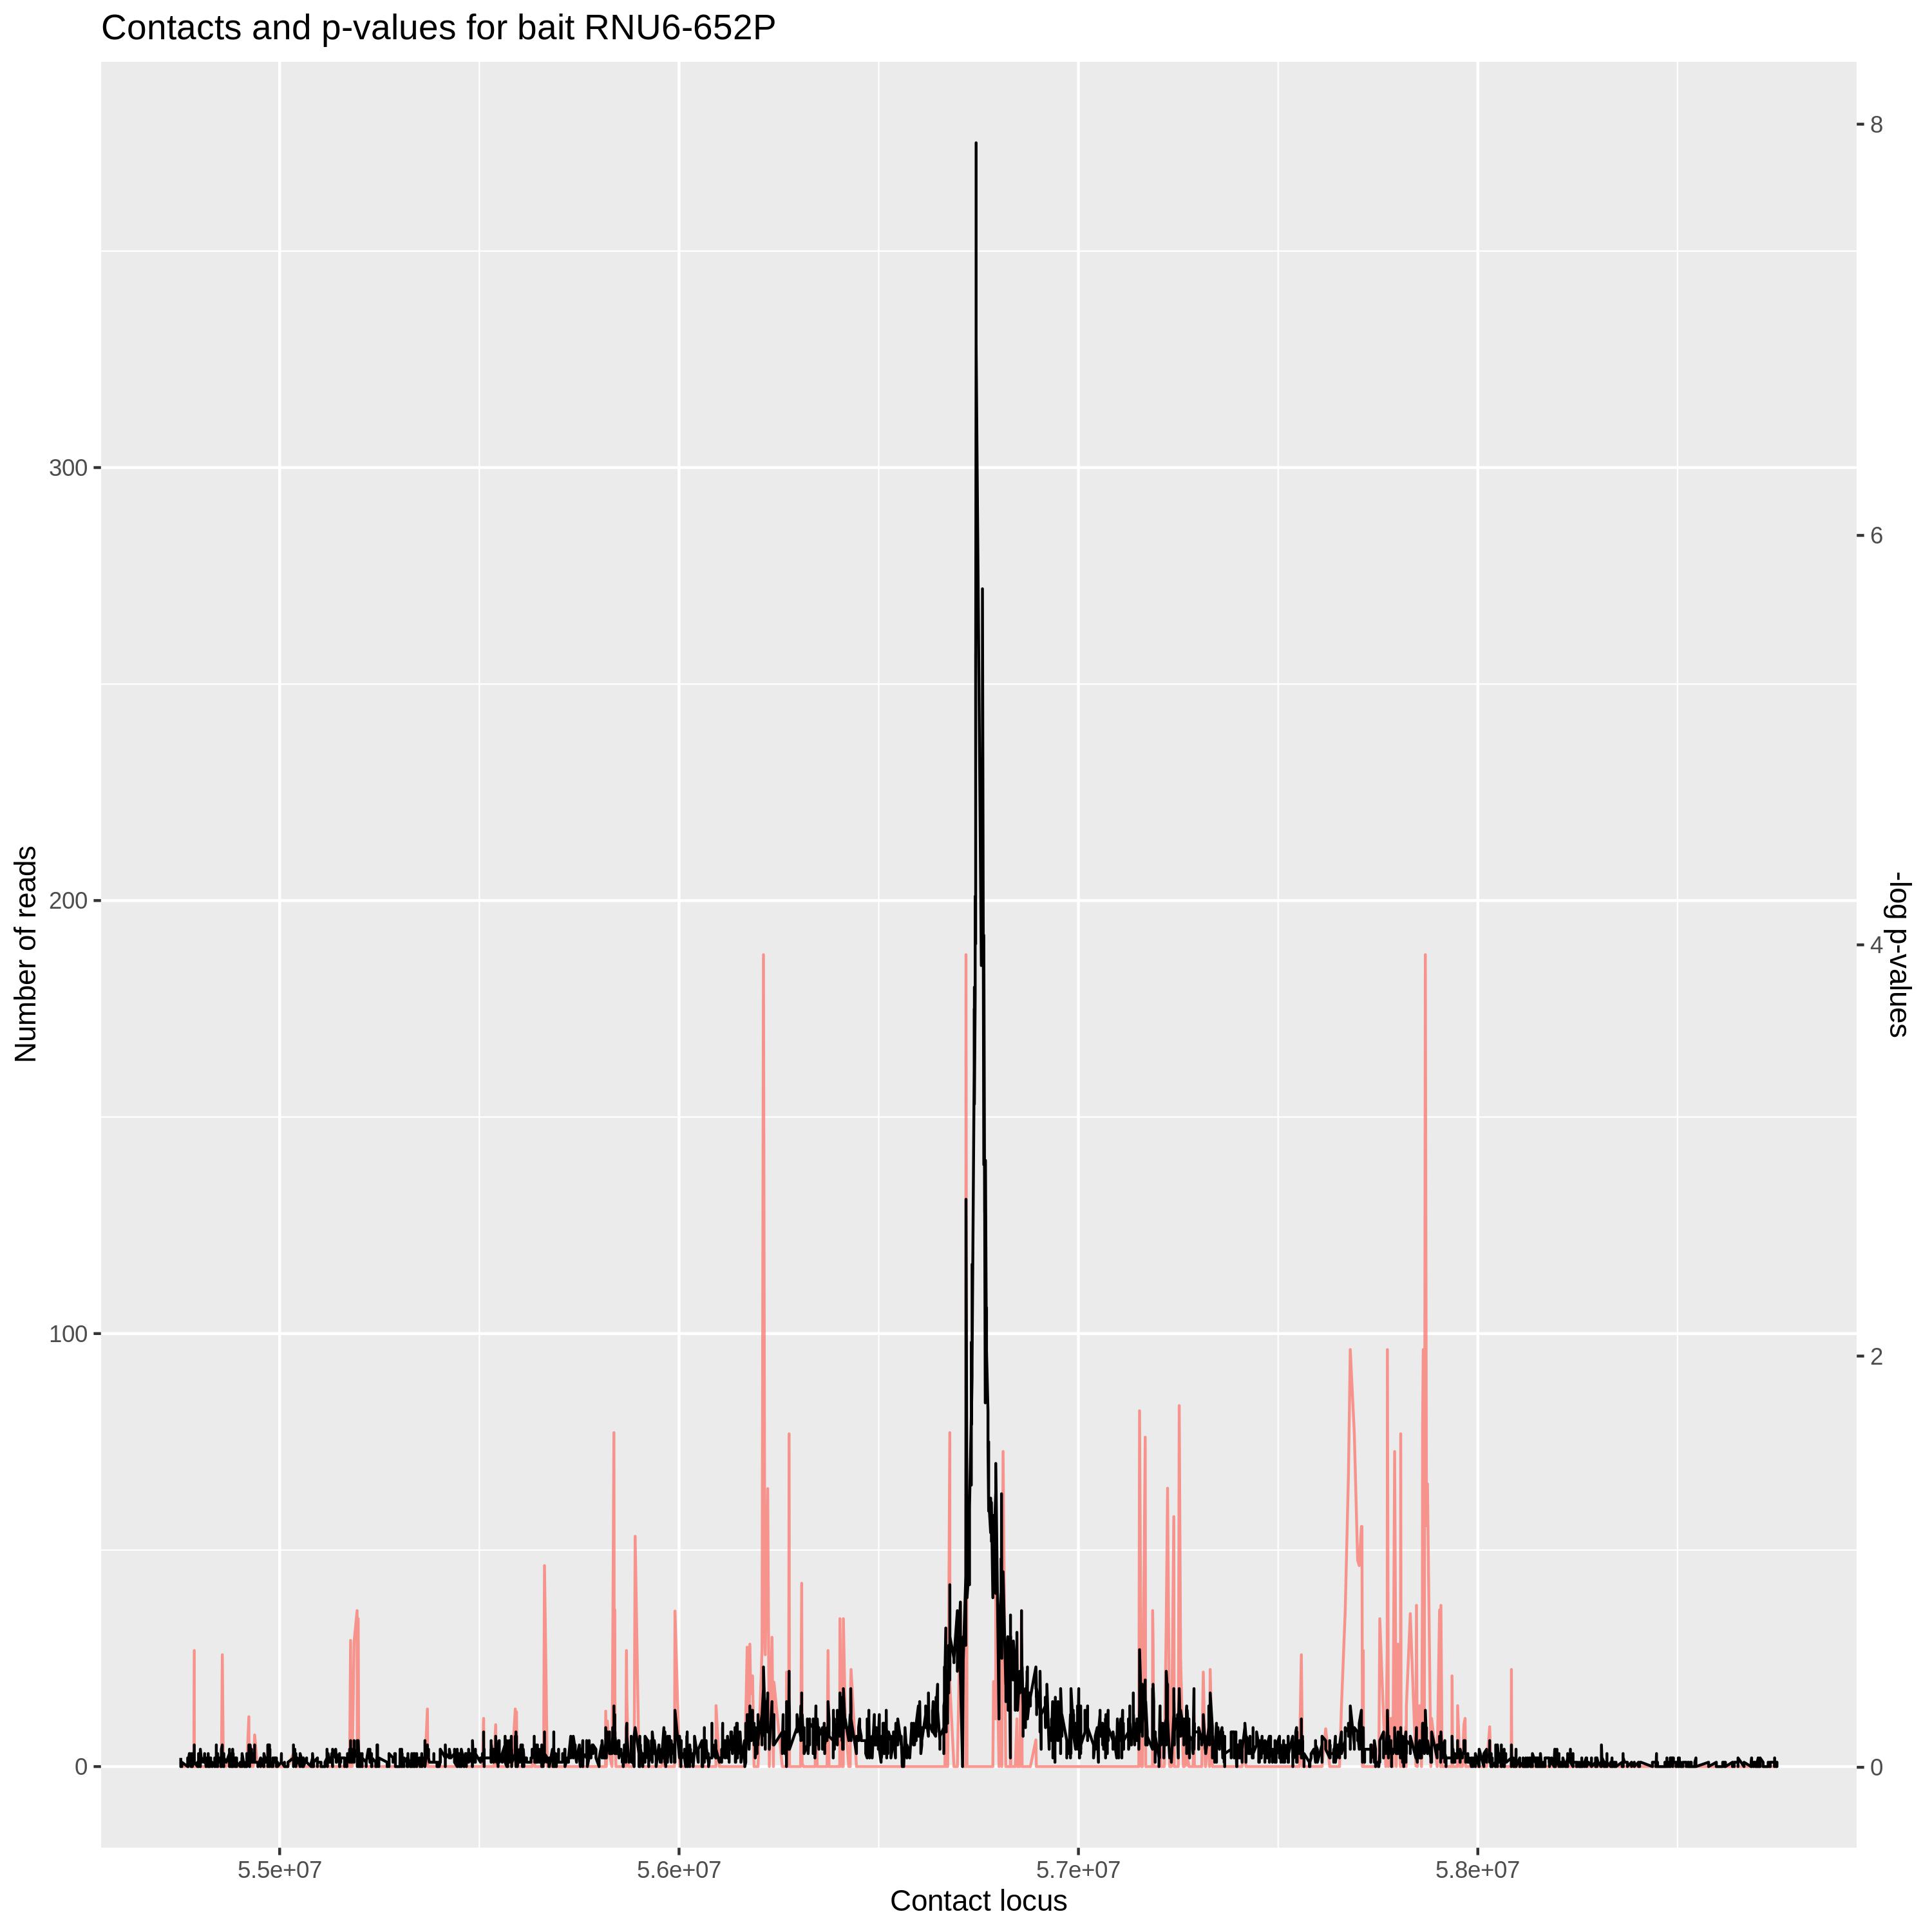 Contacts and p-values for bait RNU6-652P
8
6
4
2
0
-log p-values
300
200
100
0
Number of reads
5.5e+07 5.6e+07 5.7e+07 5.8e+07
Contact locus